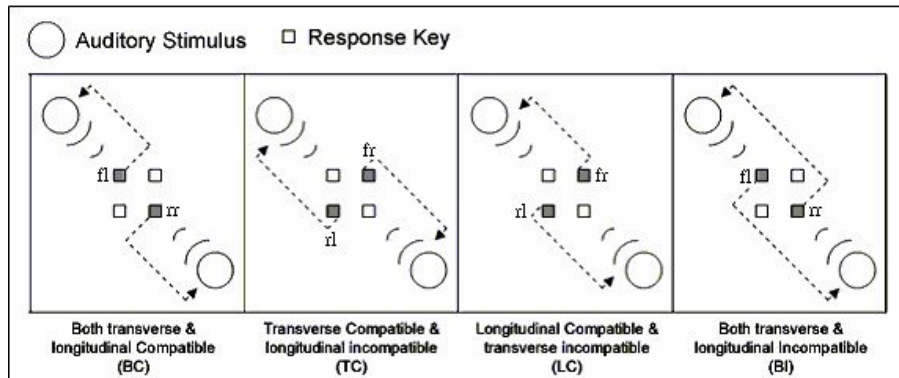 Auditory Stimulus Response Key
fl
rr
fr
rl
fr
rl
fl
rr
Both transverse &
longitudinal Compatible
(BC)
Transverse Compatible &
longitudinal incompatible
(TC)
Longitudinal Compatible &
transverse incompatible
(LC)
Both transverse &
longitudinal Incompatible
(BI)